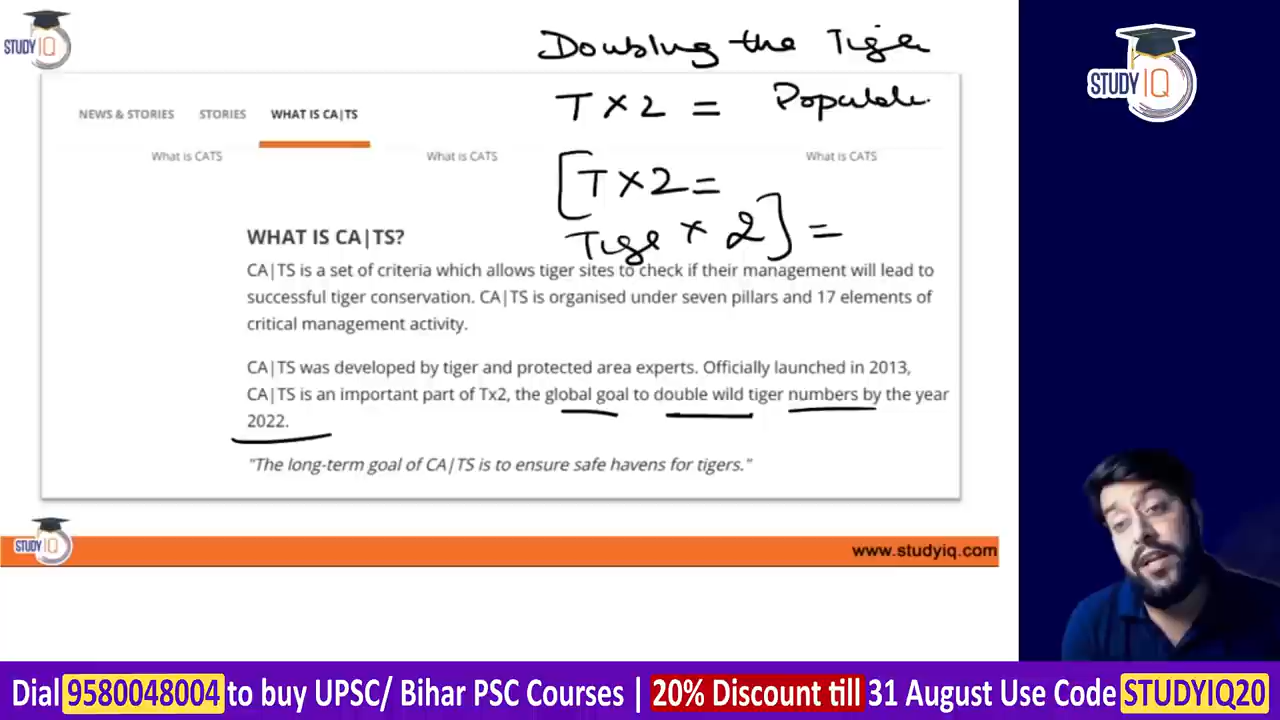 STUDY IQ
Doubling the Tiger
T×2 = Populat
NEWS & STORIES STORIES WHAT IS CA|TS
What is CATS What is CATS What is CATS
[T×2 =
Tiger × 2] =
WHAT IS CA|TS?
CA|TS is a set of criteria which allows tiger sites to check if their management will lead to
successful tiger conservation. CA|TS is organised under seven pillars and 17 elements of
critical management activity.
CA|TS was developed by tiger and protected area experts. Officially launched in 2013,
CA|TS is an important part of Tx2, the global goal to double wild tiger numbers by the year
2022.
"The long-term goal of CA|TS is to ensure safe havens for tigers."
STUDY IQ
www.studyiq.com
STUDY IQ
Dial 9580048004 to buy UPSC/ Bihar PSC Courses | 20% Discount till 31 August Use Code STUDYIQ20